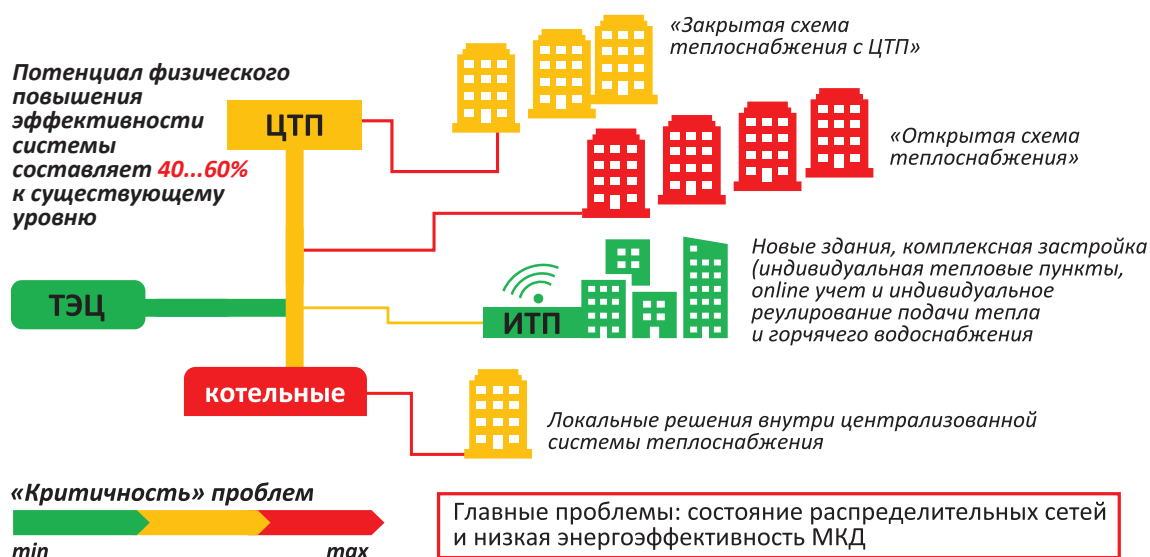 «Закрытая схема
теплоснабжения с ЦТП»
Потенциал физического
повышения
эффективности
системы
составляет 40...60%
к существующему
уровню
ЦТП
«Открытая схема
теплоснабжения»
Новые здания, комплексная застройка
(индивидуальная тепловые пункты,
online учет и индивидуальное
реулирование подачи тепла
и горячего водоснабжения
ТЭЦ
ИТП
котельные
Локальные решения внутри централизованной
системы теплоснабжения
«Критичность» проблем
min max
Главные проблемы: состояние распределительных сетей
и низкая энергоэффективность МКД